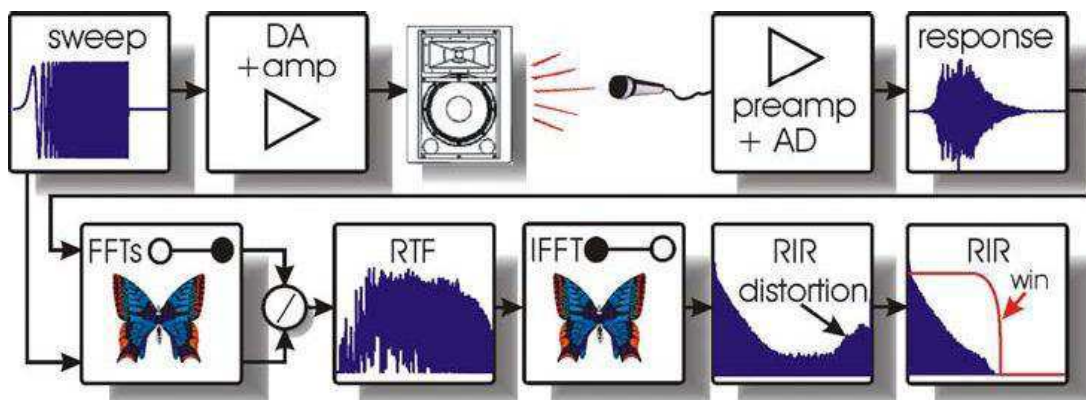 sweep
DA
+amp
preamp
+ AD
response
FFTs
/
RTF
IFFT
RIR
distortion
RIR
win